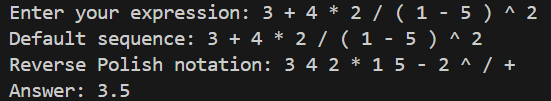 Enter your expression: 3 + 4 * 2 / ( 1 - 5 ) ^ 2
Default sequence: 3 + 4 * 2 / ( 1 - 5 ) ^ 2
Reverse Polish notation: 3 4 2 * 1 5 - 2 ^ / +
Answer: 3.5